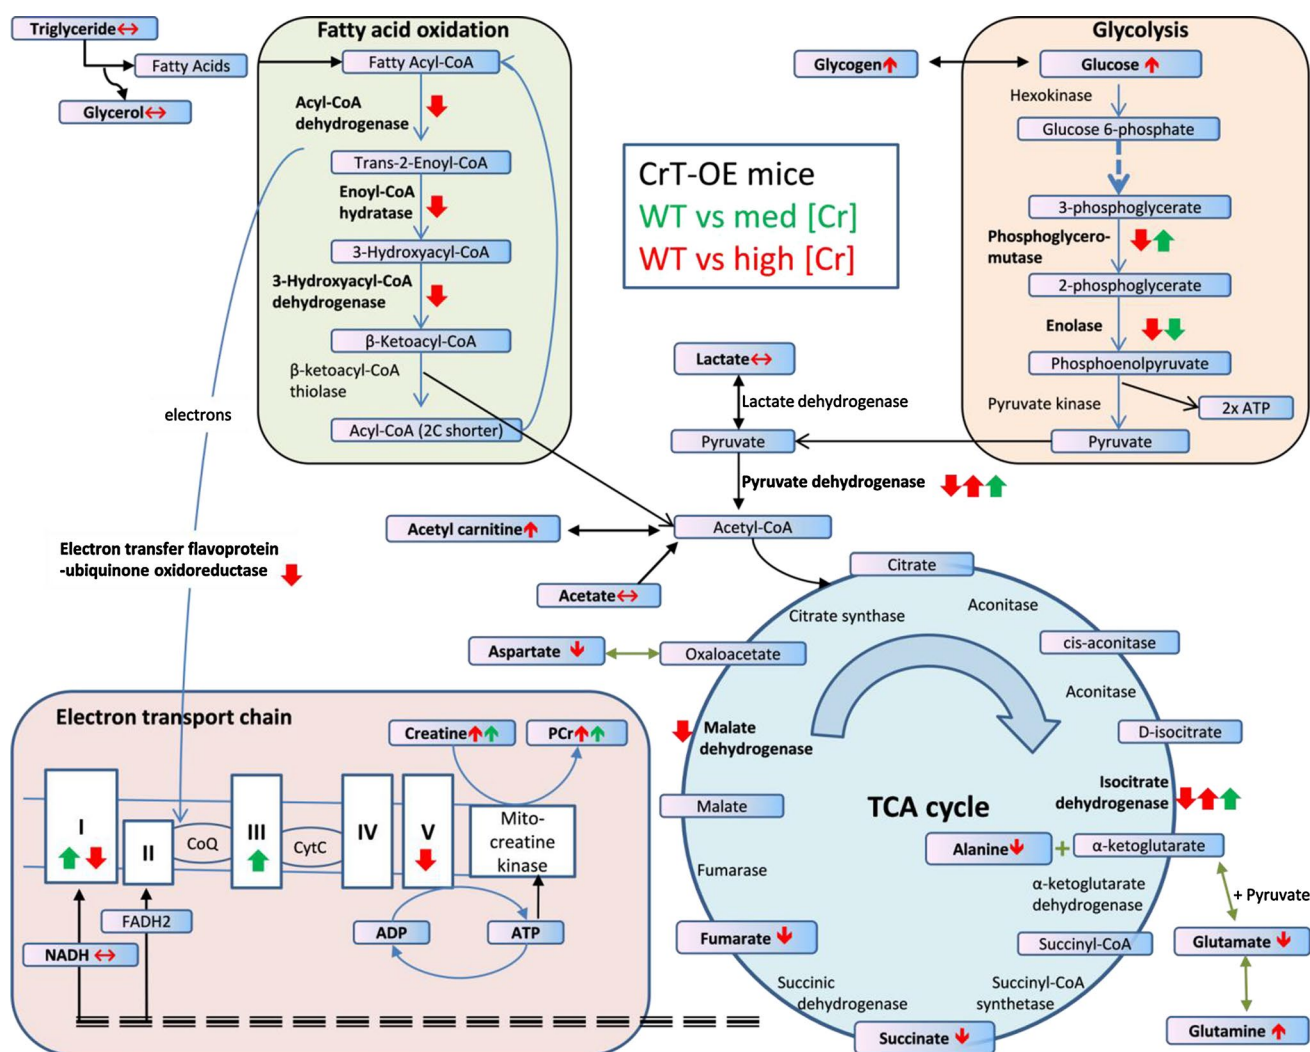 Triglyceride
Fatty Acids
Glycerol
Fatty acid oxidation
Fatty Acyl-CoA
Acyl-CoA
dehydrogenase
Trans-2-Enoyl-CoA
Enoyl-CoA
hydratase
3-Hydroxyacyl-CoA
3-Hydroxyacyl-CoA
dehydrogenase
β-Ketoacyl-CoA
β-ketoacyl-CoA
thiolase
Acyl-CoA (2C shorter)
electrons
Electron transfer flavoprotein
-ubiquinone oxidoreductase
CrT-OE mice
WT vs med [Cr]
WT vs high [Cr]
Glycolysis
Glycogen
Glucose
Hexokinase
Glucose 6-phosphate
3-phosphoglycerate
Phosphoglycero-
mutase
2-phosphoglycerate
Enolase
Phosphoenolpyruvate
Pyruvate kinase
2x ATP
Pyruvate
Lactate
Lactate dehydrogenase
Pyruvate
Pyruvate dehydrogenase
Acetyl carnitine
Acetyl-CoA
Acetate
Citrate
Citrate synthase
Aconitase
Aspartate
Oxaloacetate
cis-aconitase
Aconitase
Malate
dehydrogenase
D-isocitrate
Isocitrate
dehydrogenase
Malate
TCA cycle
Alanine
+
α-ketoglutarate
Fumarase
α-ketoglutarate
dehydrogenase
+ Pyruvate
Fumarate
Succinyl-CoA
Glutamate
Succinic
dehydrogenase
Succinyl-CoA
synthetase
Succinate
Glutamine
Electron transport chain
Creatine
PCr
I
II
CoQ
III
CytC
IV
V
Mito-
creatine
kinase
FADH2
NADH
ADP
ATP